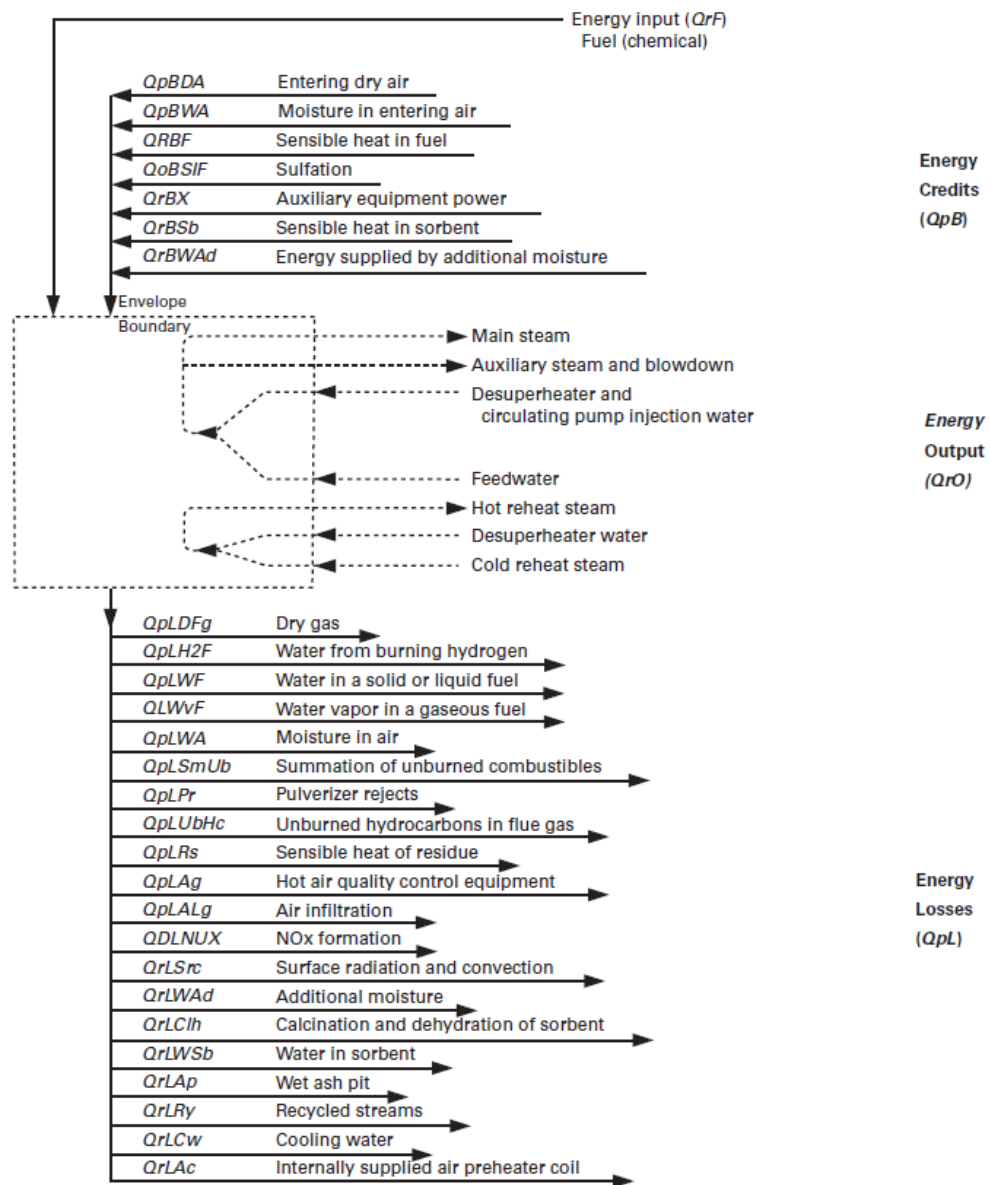 Energy input (QrF)
Fuel (chemical)
QpBDA Entering dry air
QpBWA Moisture in entering air
QRBF Sensible heat in fuel
QoBSIF Sulfation
QrBX Auxiliary equipment power
QrBSb Sensible heat in sorbent
QrBWAd Energy supplied by additional moisture
Energy
Credits
(QpB)
Envelope
Boundary
Main steam
Auxiliary steam and blowdown
Desuperheater and
circulating pump injection water
Feedwater
Hot reheat steam
Desuperheater water
Cold reheat steam
Energy
Output
(QrO)
QpLDFg Dry gas
QpLH2F Water from burning hydrogen
QpLWF Water in a solid or liquid fuel
QLWvF Water vapor in a gaseous fuel
QpLWA Moisture in air
QpLSmUb Summation of unburned combustibles
QpLPr Pulverizer rejects
QpLUbHc Unburned hydrocarbons in flue gas
QpLRs Sensible heat of residue
QpLAg Hot air quality control equipment
QpLALg Air infiltration
QDLNUX NOx formation
QrLSrc Surface radiation and convection
QrLWAd Additional moisture
QrLClh Calcination and dehydration of sorbent
QrLWSb Water in sorbent
QrLAp Wet ash pit
QrLRy Recycled streams
QrLCw Cooling water
QrLAc Internally supplied air preheater coil
Energy
Losses
(QpL)